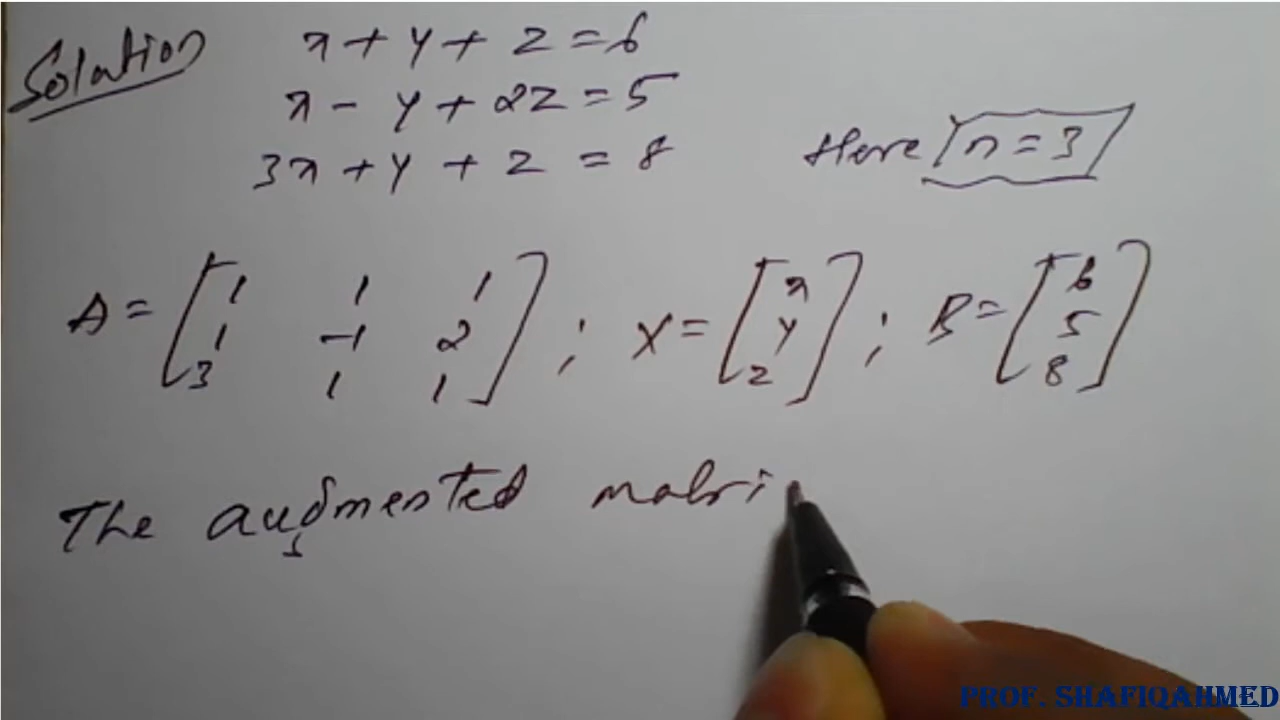 Solation
x + y + z = 6
x - y + 2z = 5
3x + y + z = 8
Here n = 3
A = [1 1 1; 1 -1 2; 3 1 1] ; X = [x; y; z] ; B = [6; 5; 8]
The augmented matri
PROF. SHAFIQAHMED